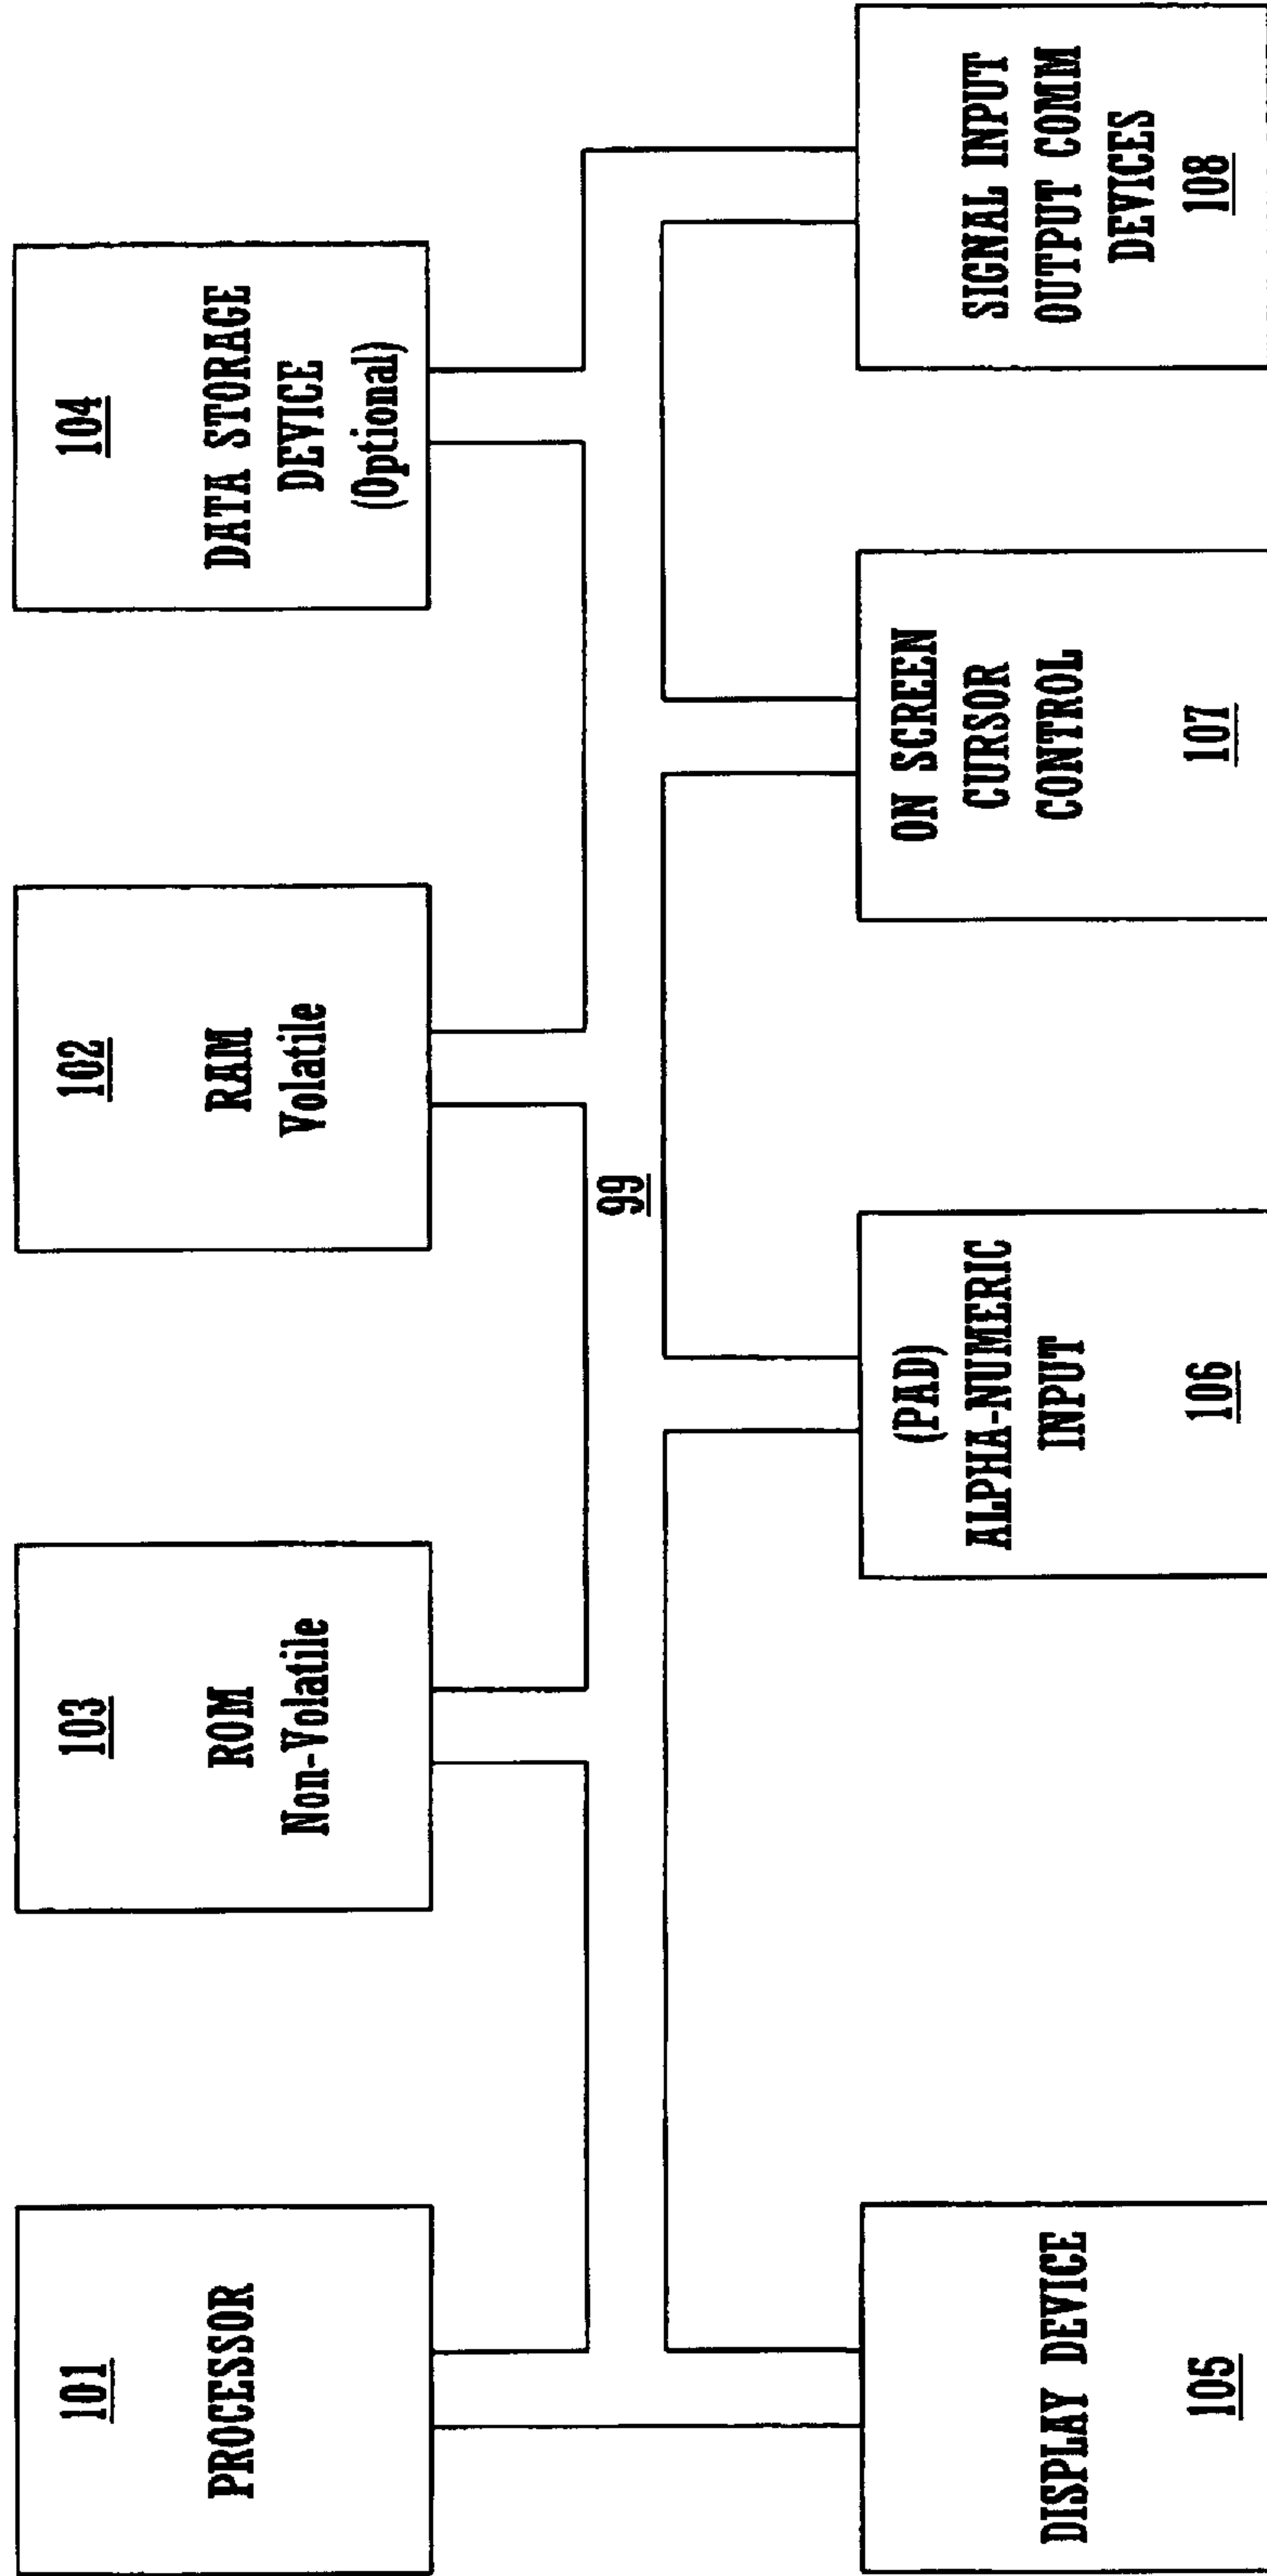 101
PROCESSOR
103
ROM
Non-Volatile
102
RAM
Volatile
104
DATA STORAGE
DEVICE
(Optional)
99
DISPLAY DEVICE
105
(PAD)
ALPHA-NUMERIC
INPUT
106
ON SCREEN
CURSOR
CONTROL
107
SIGNAL INPUT
OUTPUT COMM
DEVICES
108